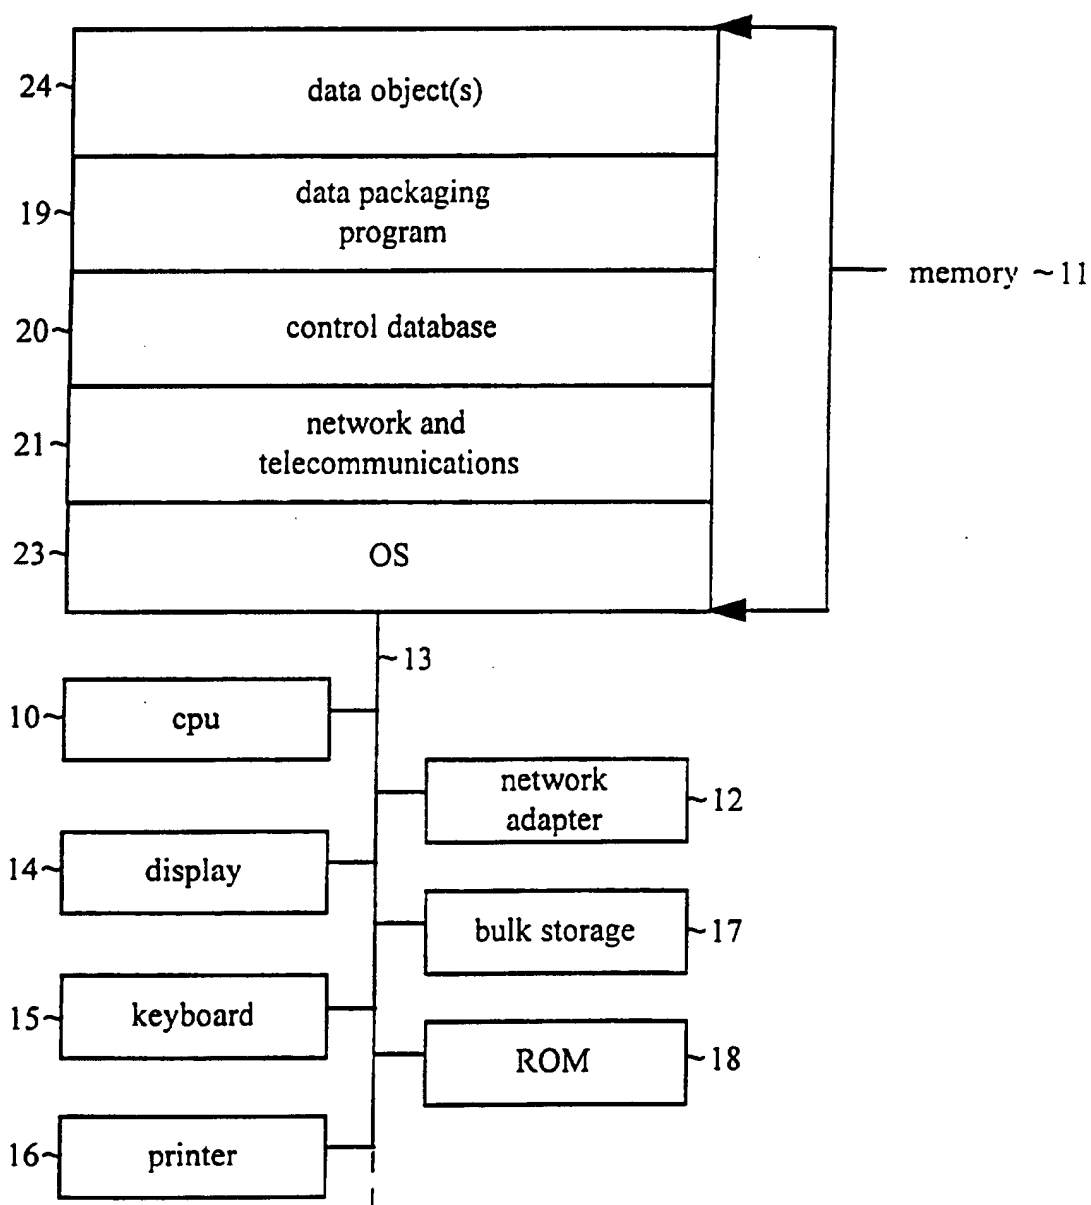 24~ data object(s)
19~ data packaging
program
memory ~11
20~ control database
21~ network and
telecommunications
23~ OS
~13
10~ cpu
network
adapter ~12
14~ display
bulk storage ~17
15~ keyboard
ROM ~18
16~ printer